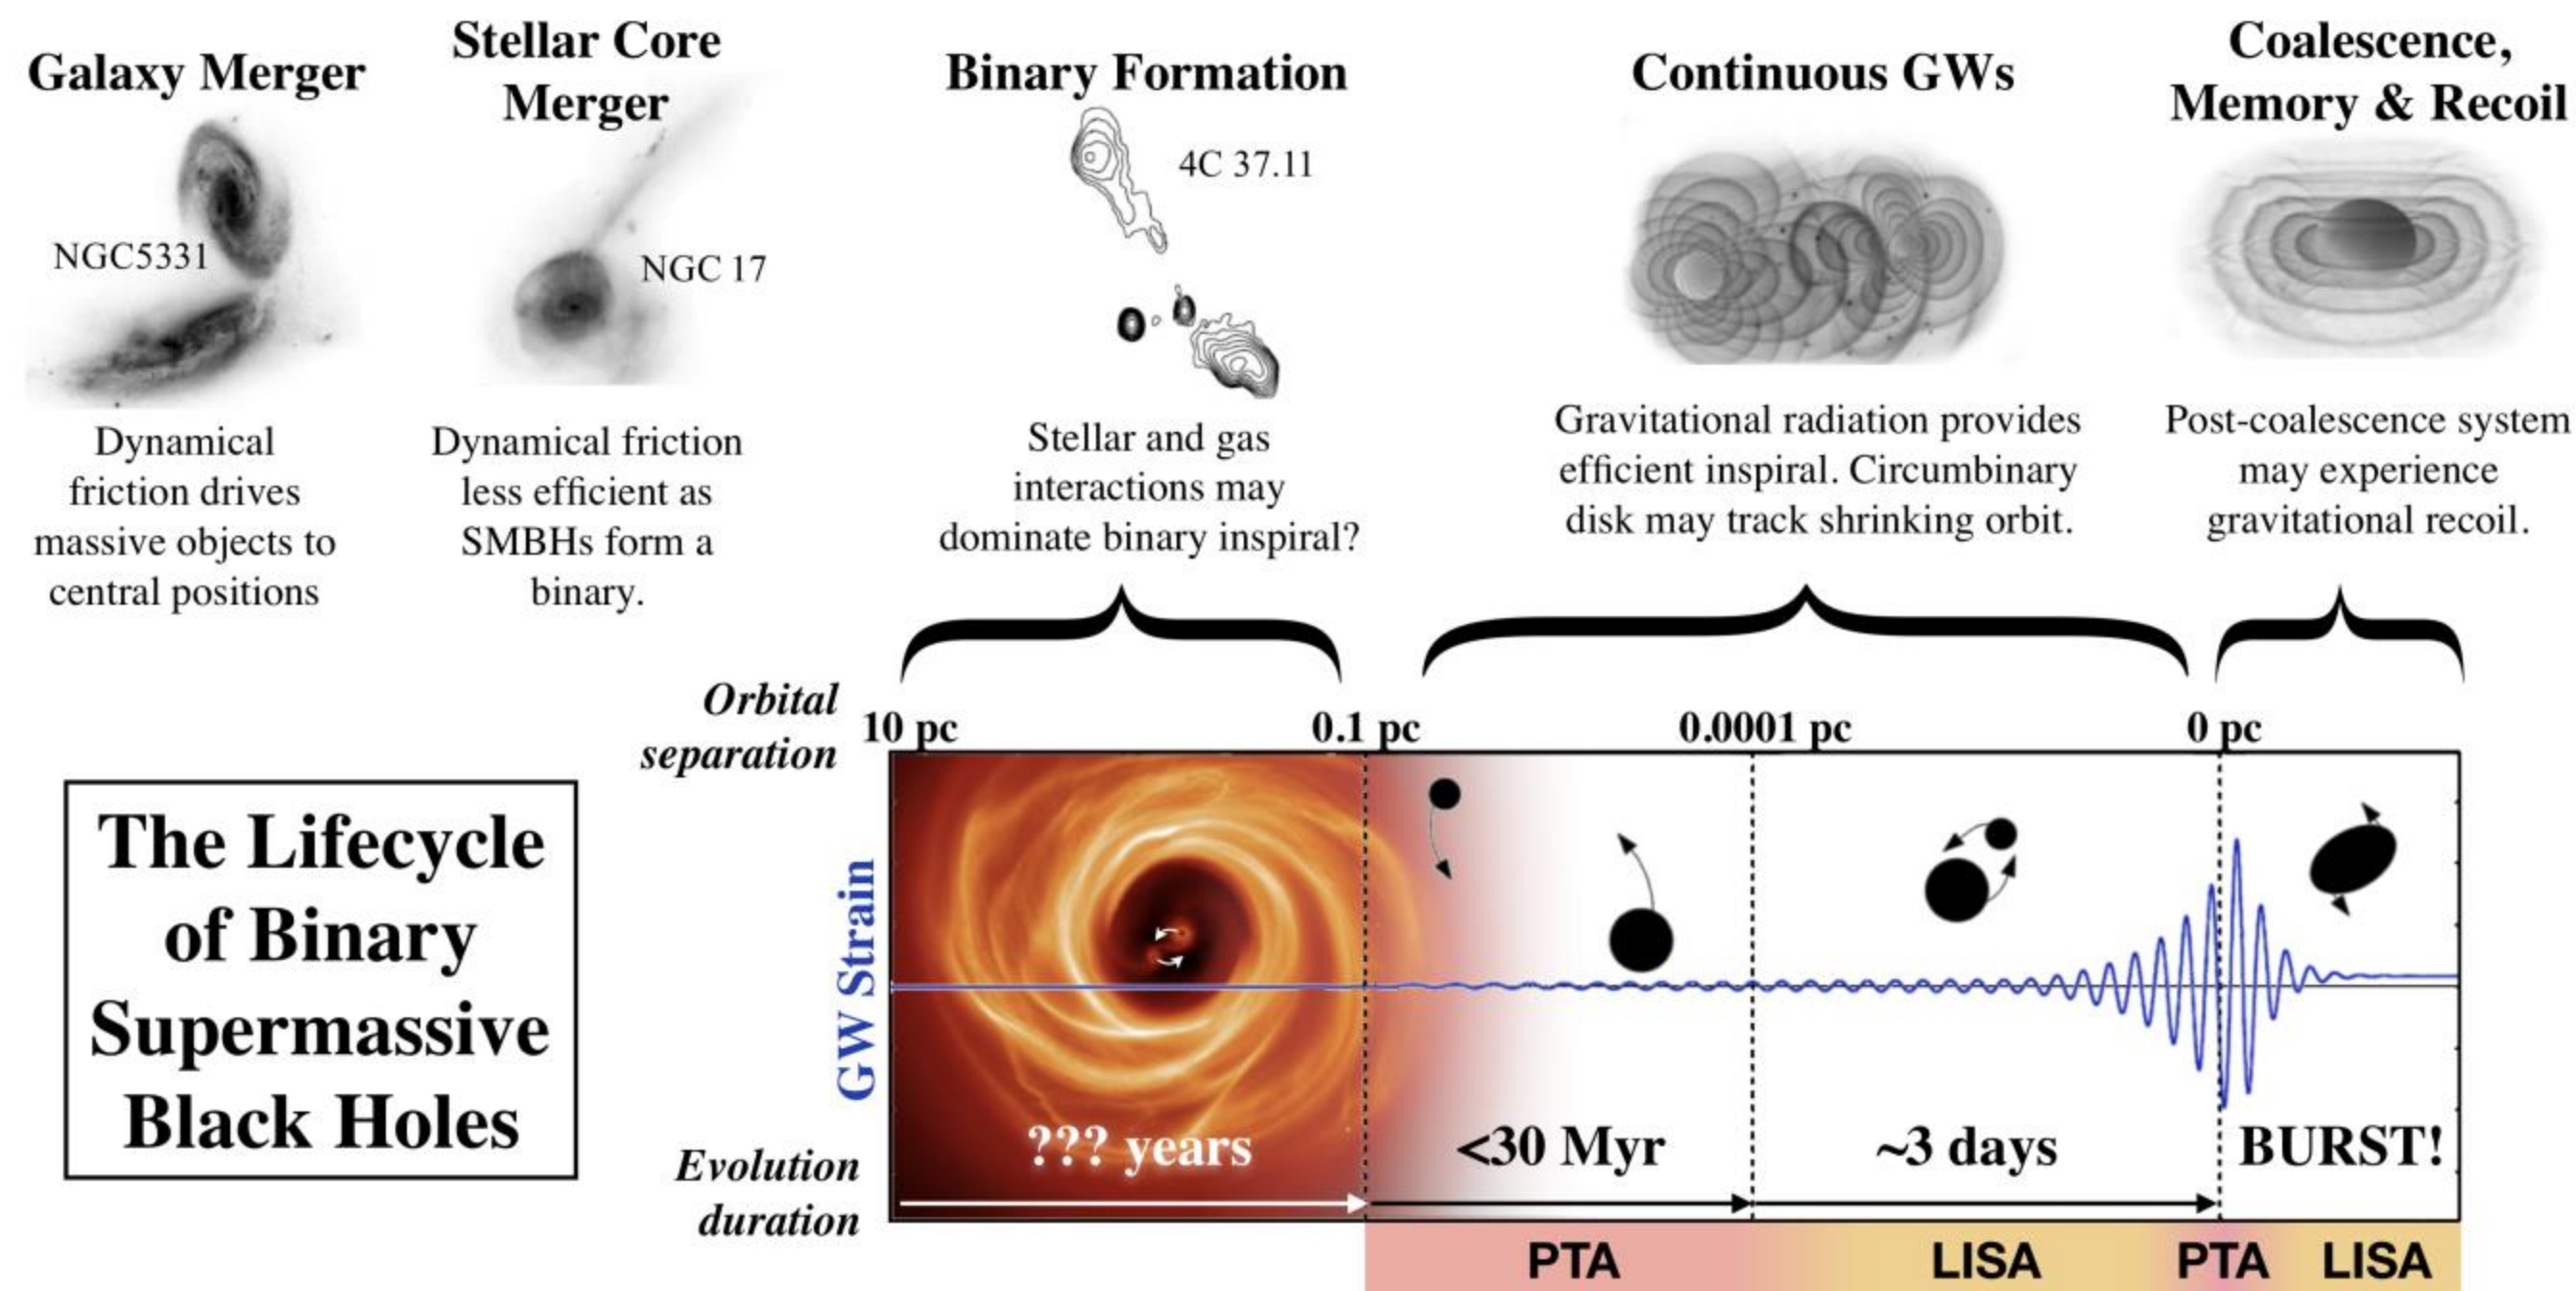 Galaxy Merger
NGC5331
Dynamical
friction drives
massive objects to
central positions
Stellar Core
Merger
NGC 17
Dynamical friction
less efficient as
SMBHs form a
binary.
Binary Formation
4C 37.11
Stellar and gas
interactions may
dominate binary inspiral?
Continuous GWs
Gravitational radiation provides
efficient inspiral. Circumbinary
disk may track shrinking orbit.
Coalescence,
Memory & Recoil
Post-coalescence system
may experience
gravitational recoil.
The Lifecycle
of Binary
Supermassive
Black Holes
Orbital
separation
10 pc
0.1 pc
0.0001 pc
0 pc
GW Strain
Evolution
duration
??? years
<30 Myr
~3 days
BURST!
PTA
LISA
PTA
LISA